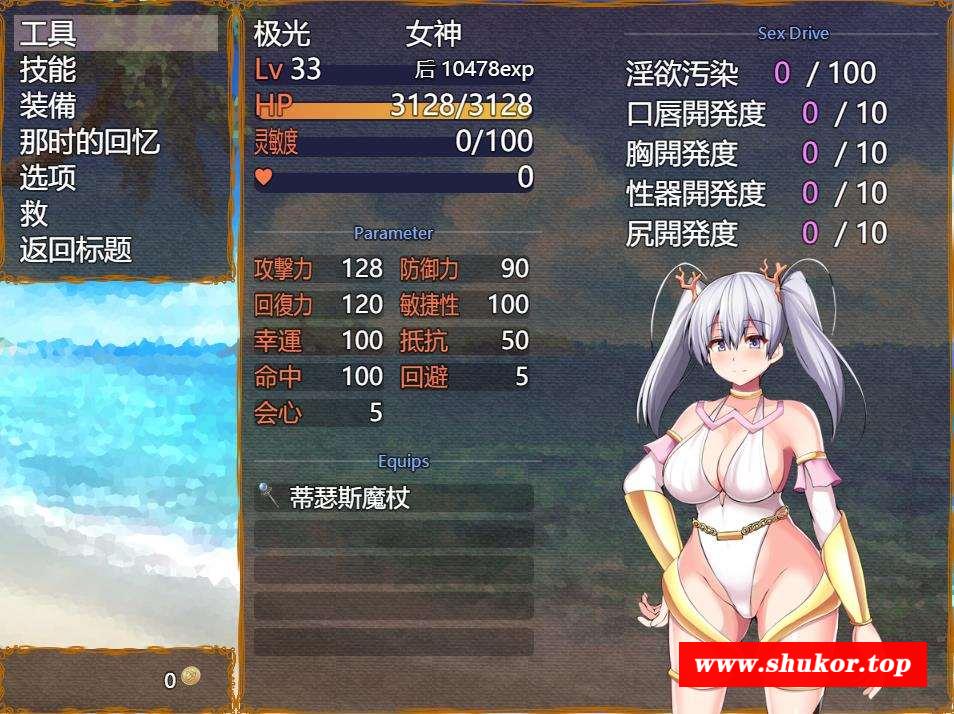 工具
技能
装備
那时的回忆
选项
救
返回标题
0
极光 女神
Lv 33 后 10478exp
HP 3128/3128
灵敏度 0/100
0
Parameter
攻撃力 128 防御力 90
回復力 120 敏捷性 100
幸運 100 抵抗 50
命中 100 回避 5
会心 5
Equips
蒂瑟斯魔杖
Sex Drive
淫欲汚染 0 / 100
口唇開発度 0 / 10
胸開発度 0 / 10
性器開発度 0 / 10
尻開発度 0 / 10
www.shukor.top